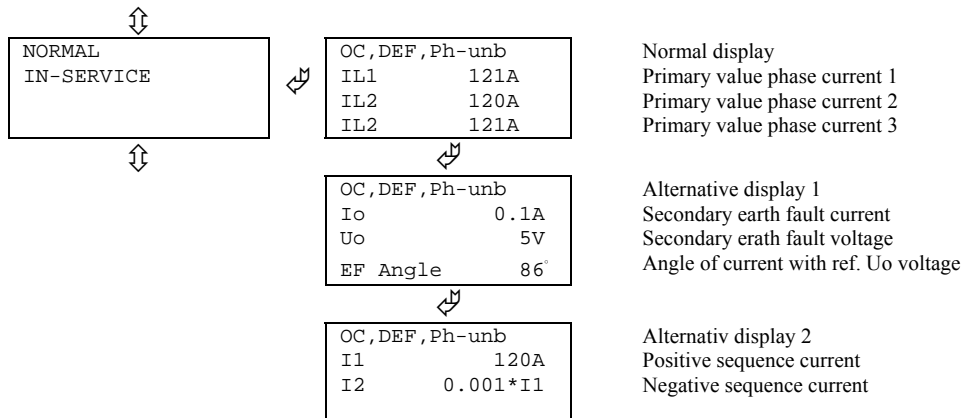 NORMAL
IN-SERVICE
OC,DEF,Ph-unb
IL1 121A
IL2 120A
IL2 121A
Normal display
Primary value phase current 1
Primary value phase current 2
Primary value phase current 3
OC,DEF,Ph-unb
Io 0.1A
Uo 5V
EF Angle 86°
Alternative display 1
Secondary earth fault current
Secondary erath fault voltage
Angle of current with ref. Uo voltage
OC,DEF,Ph-unb
I1 120A
I2 0.001*I1
Alternativ display 2
Positive sequence current
Negative sequence current